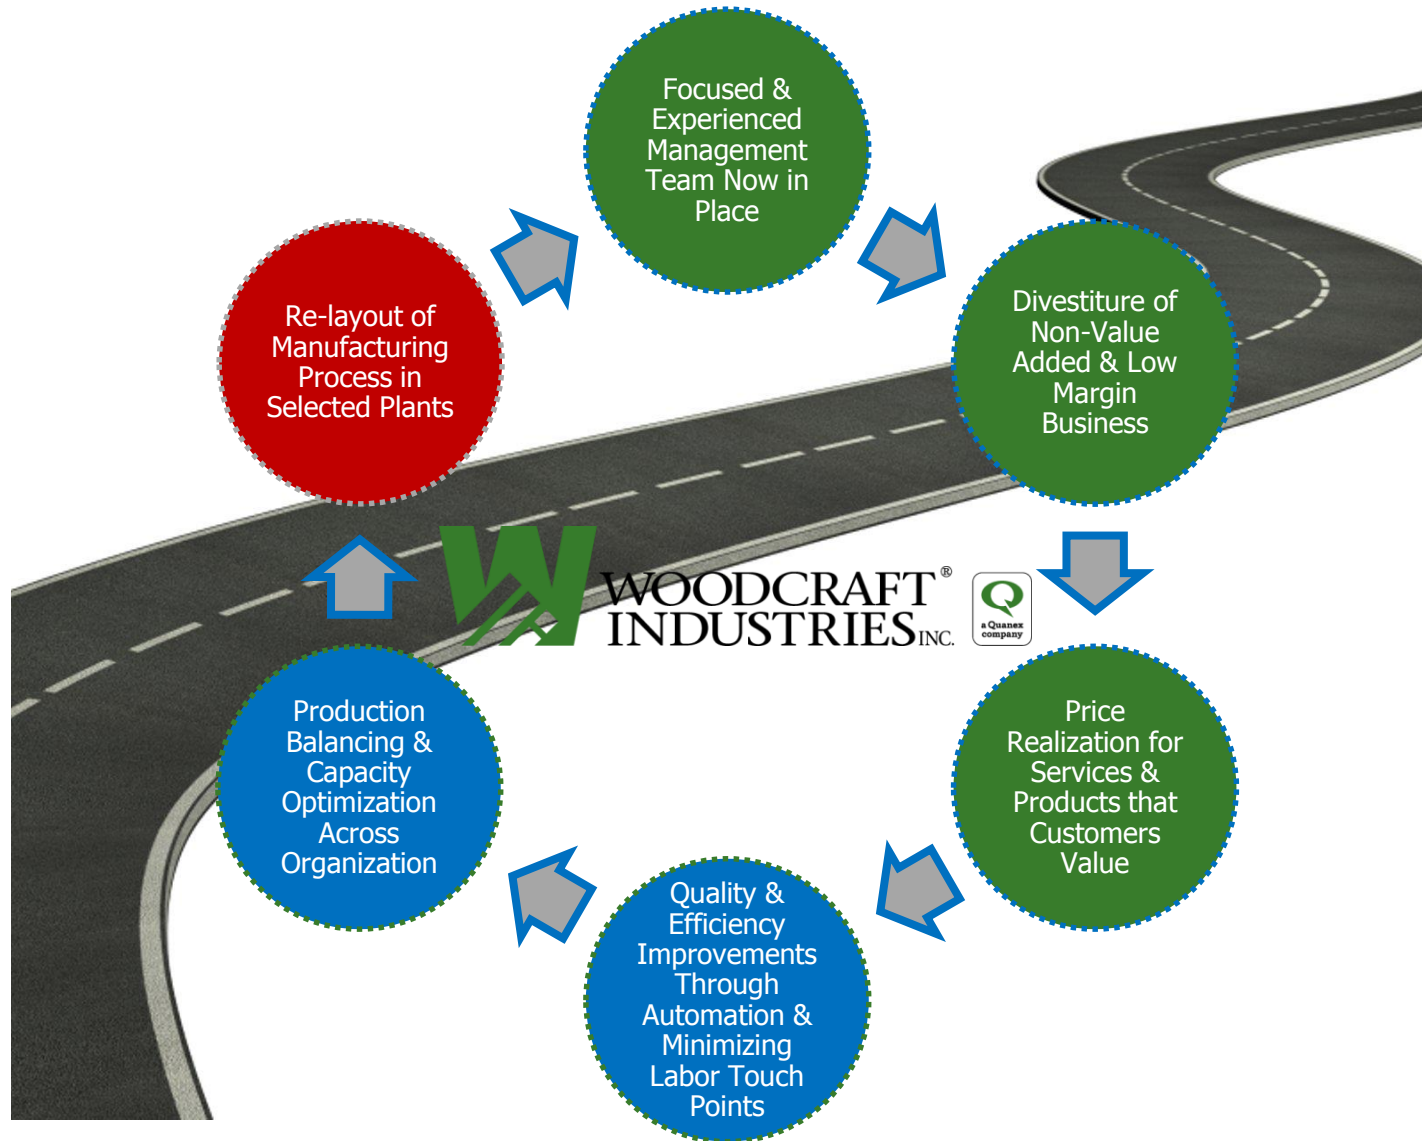 Focused &
Experienced
Management
Team Now in
Place
Divestiture of
Non-Value
Added & Low
Margin
Business
Price
Realization for
Services &
Products that
Customers
Value
Quality &
Efficiency
Improvements
Through
Automation &
Minimizing
Labor Touch
Points
Production
Balancing &
Capacity
Optimization
Across
Organization
Re-layout of
Manufacturing
Process in
Selected Plants
WOODCRAFT®
INDUSTRIES INC.
a Quanex
company